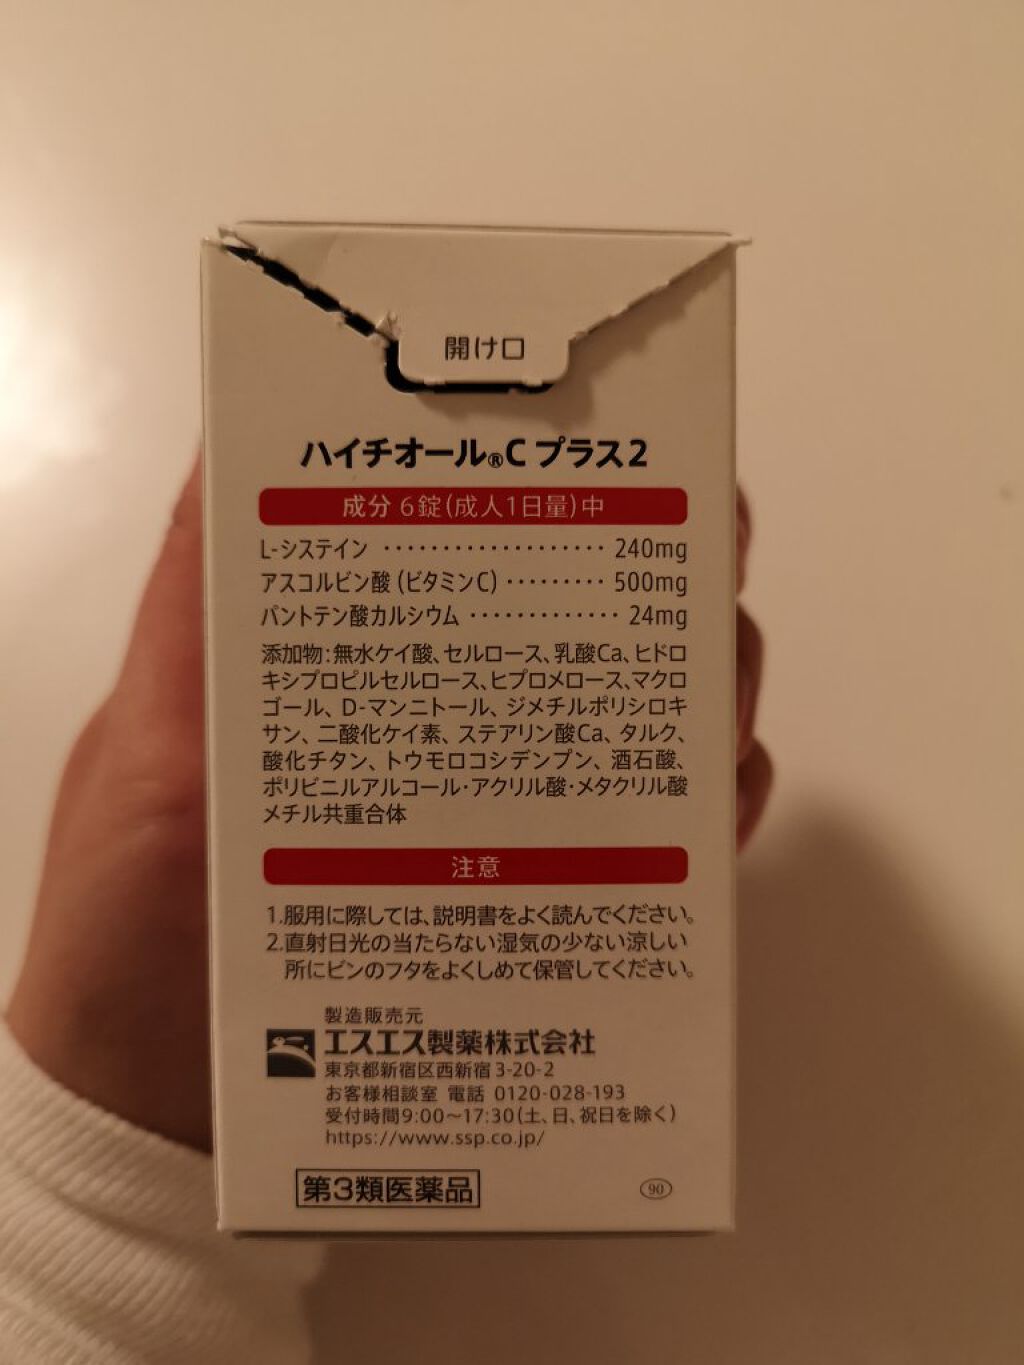 開け口
ハイチオール®C プラス2
成分 6錠(成人1日量)中
L-システイン ··················· 240mg
アスコルビン酸(ビタミンC) ········· 500mg
パントテン酸カルシウム ············· 24mg
添加物:無水ケイ酸、セルロース、乳酸Ca、ヒドロ
キシプロピルセルロース、ヒプロメロース、マクロ
ゴール、D-マンニトール、ジメチルポリシロキ
サン、二酸化ケイ素、ステアリン酸Ca、タルク、
酸化チタン、トウモロコシデンプン、酒石酸、
ポリビニルアルコール・アクリル酸・メタクリル酸
メチル共重合体
注意
1.服用に際しては、説明書をよく読んでください。
2.直射日光の当たらない湿気の少ない涼しい
所にビンのフタをよくしめて保管してください。
製造販売元
エスエス製薬株式会社
東京都新宿区西新宿3-20-2
お客様相談室 電話 0120-028-193
受付時間9:00~17:30(土、日、祝日を除く)
https://www.ssp.co.jp/
第3類医薬品
90